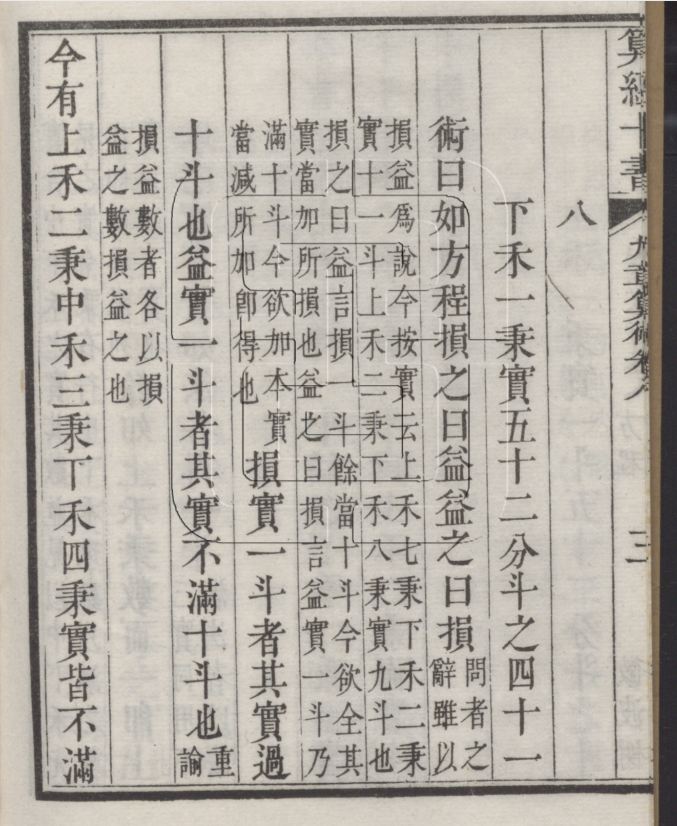 算經十書 九章算術卷八 三
八
下禾一秉實五十二分斗之四十一
術曰如方程損之曰益益之曰損問者之
辭雖以
損益爲說今按實云上禾七秉下禾二秉
實十一斗上禾二秉下禾八秉實九斗也
損之曰益言損一斗餘當十斗今欲全其
實當加所損也益之曰損言益實一斗乃
滿十斗今欲加本實
當減所加卽得也
損實一斗者其實過
十斗也益實一斗者其實不滿十斗也重
諭
損益數者各以損
益之數損益之也
今有上禾二秉中禾三秉下禾四秉實皆不滿